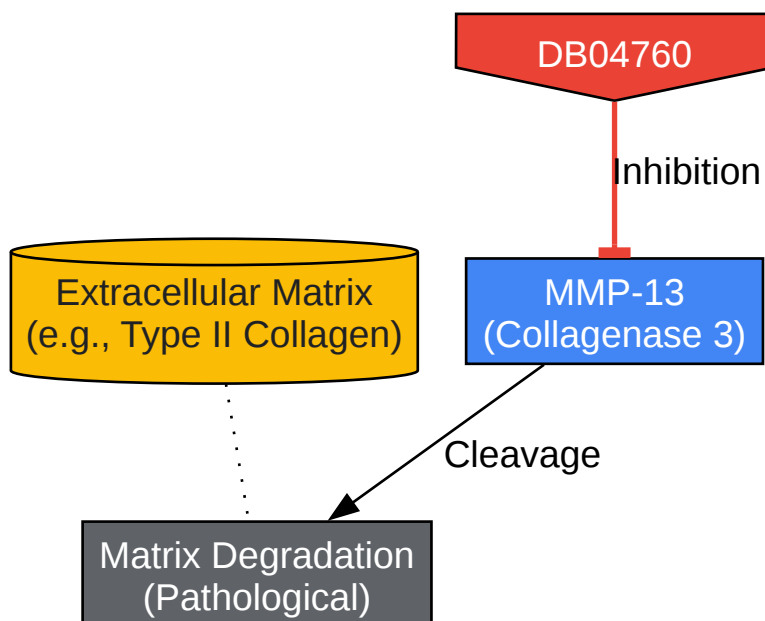 DB04760
Inhibition
Extracellular Matrix
(e.g., Type II Collagen)
MMP-13
(Collagenase 3)
Cleavage
Matrix Degradation
(Pathological)